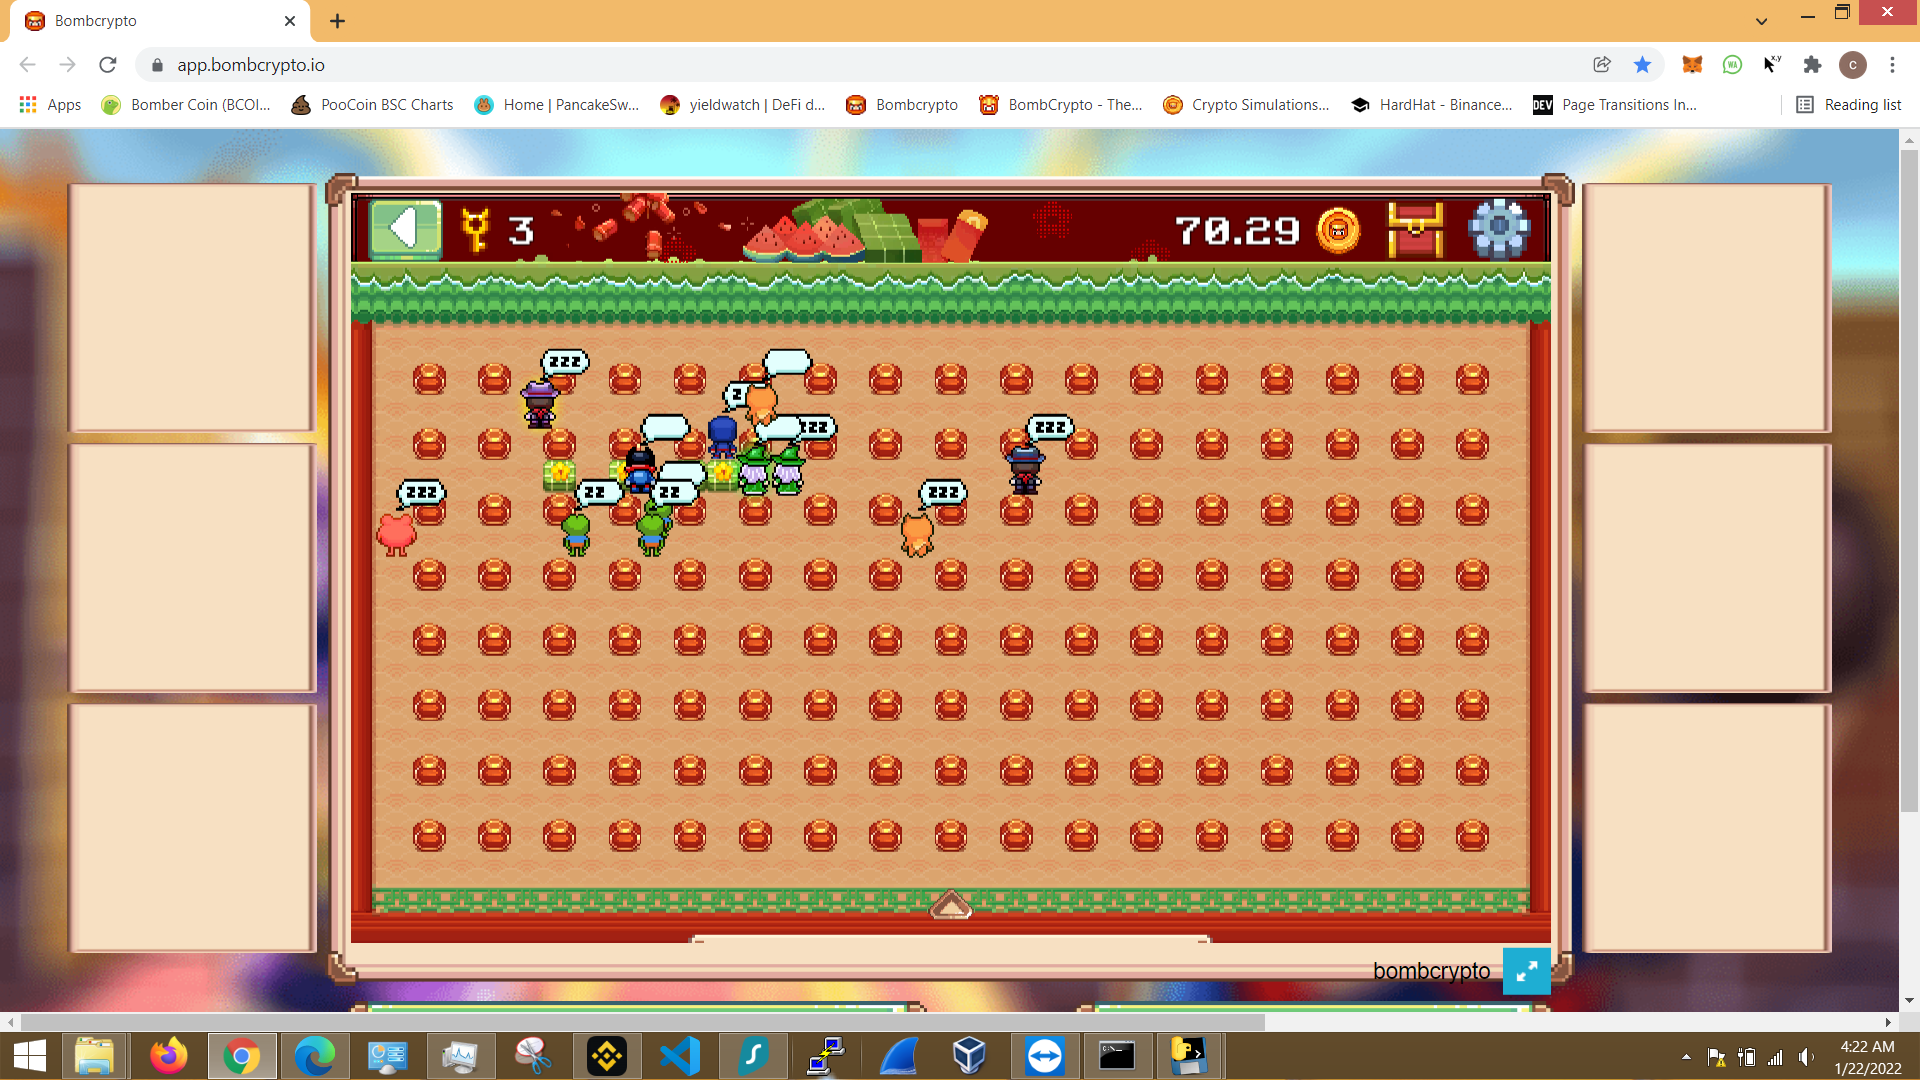 Bombcrypto
app.bombcrypto.io
Apps
Bomber Coin (BCOI...
PooCoin BSC Charts
Home | PancakeSw...
yieldwatch | DeFi d...
Bombcrypto
BombCrypto - The...
Crypto Simulations...
HardHat - Binance...
DEV
Page Transitions In...
Reading list
WA
x,y
C
3
70.29
zzz
z
zzz
zzz
zzz
zz
zz
zzz
bombcrypto
4:22 AM
1/22/2022